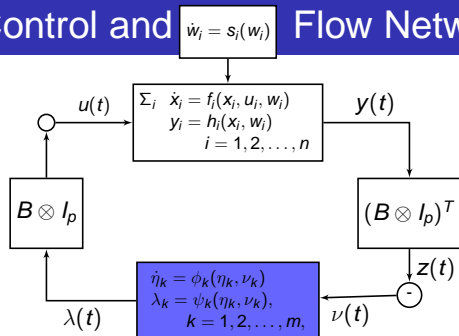 Control and Flow Netw
ẇᵢ = sᵢ(wᵢ)
u(t)
Σᵢ ẋᵢ = fᵢ(xᵢ, uᵢ, wᵢ)
yᵢ = hᵢ(xᵢ, wᵢ)
i = 1, 2, . . . , n
y(t)
B ⊗ Iₚ
(B ⊗ Iₚ)ᵀ
z(t)
-
η̇ₖ = ϕₖ(ηₖ, νₖ)
λₖ = ψₖ(ηₖ, νₖ),
k = 1, 2, . . . , m,
λ(t)
ν(t)